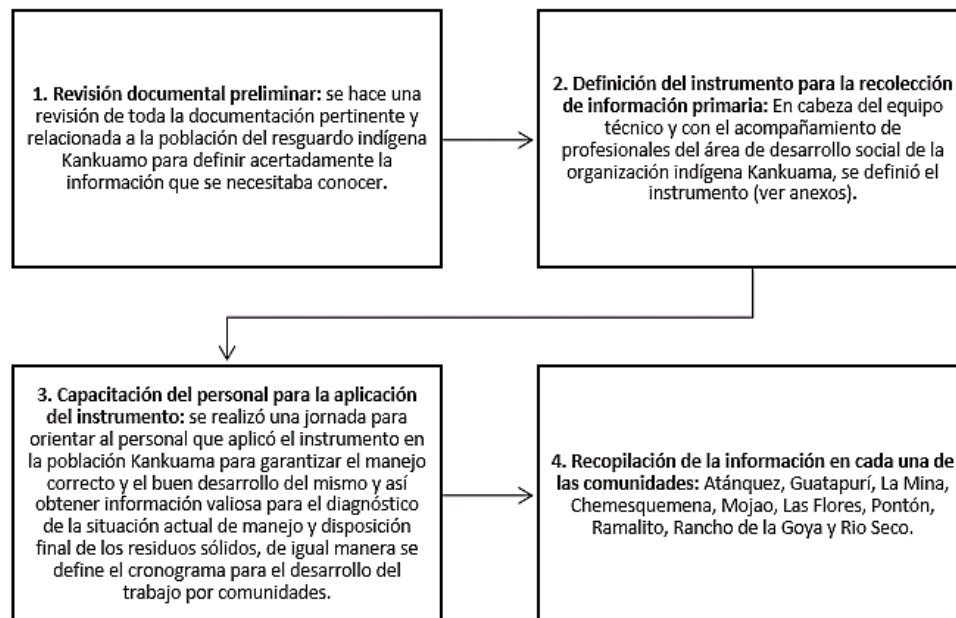 1. Revisión documental preliminar: se hace una
revisión de toda la documentación pertinente y
relacionada a la población del resguardo indígena
Kankuamo para definir acertadamente la
información que se necesitaba conocer.
2. Definición del instrumento para la recolección
de información primaria: En cabeza del equipo
técnico y con el acompañamiento de
profesionales del área de desarrollo social de la
organización indígena Kankuama, se definió el
instrumento (ver anexos).
3. Capacitación del personal para la aplicación
del instrumento: se realizó una jornada para
orientar al personal que aplicó el instrumento en
la población Kankuama para garantizar el manejo
correcto y el buen desarrollo del mismo y así
obtener información valiosa para el diagnóstico
de la situación actual de manejo y disposición
final de los residuos sólidos, de igual manera se
define el cronograma para el desarrollo del
trabajo por comunidades.
4. Recopilación de la información en cada una de
las comunidades: Atánquez, Guatapurí, La Mina,
Chemesquemena, Mojao, Las Flores, Pontón,
Ramalito, Rancho de la Goya y Rio Seco.